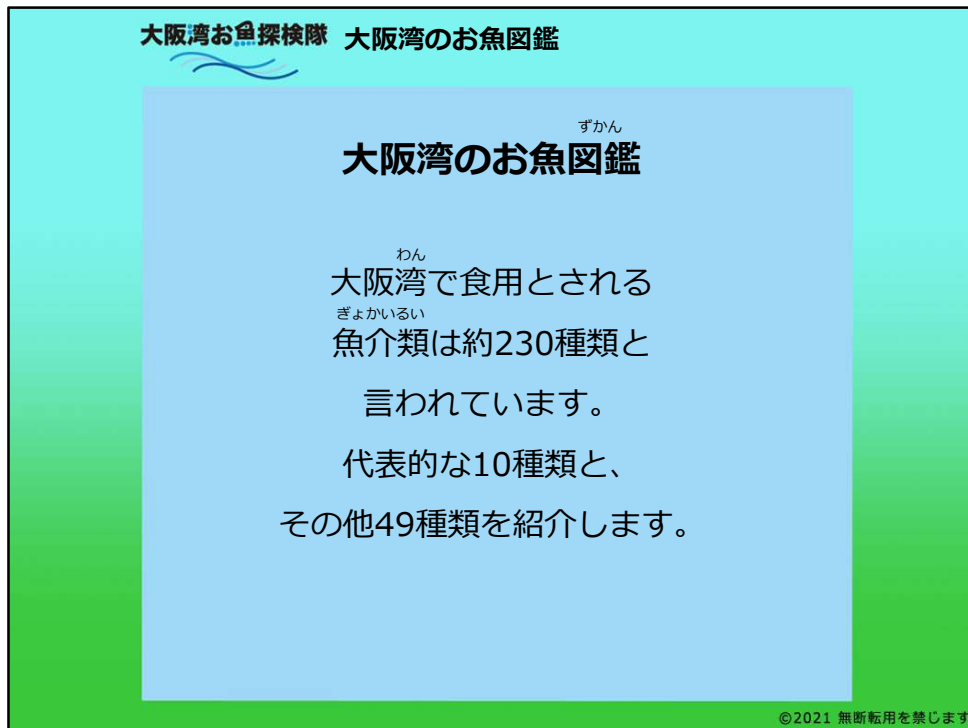 大阪湾お魚探検隊 大阪湾のお魚図鑑
ずかん
大阪湾のお魚図鑑
わん
大阪湾で食用とされる
ぎょかいるい
魚介類は約230種類と
言われています。
代表的な10種類と、
その他49種類を紹介します。
©2021 無断転用を禁じます